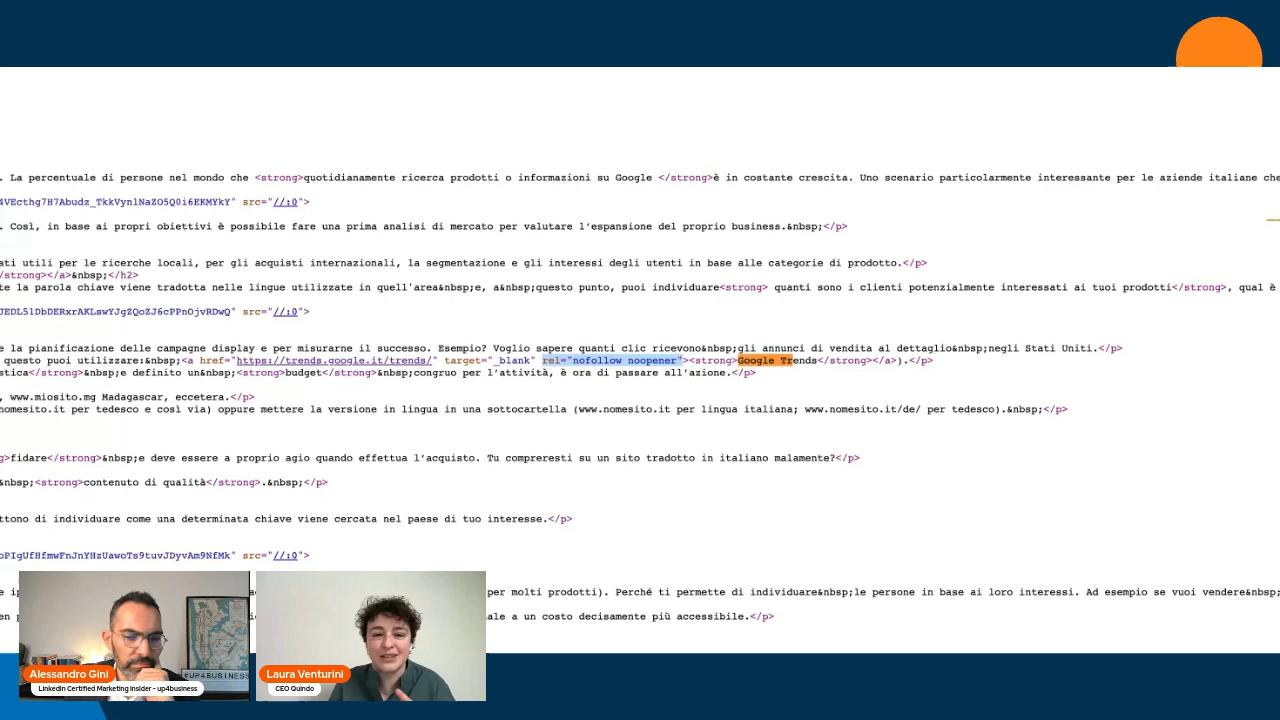 . La percentuale di persone nel mondo che <strong>quotidianamente ricerca prodotti o informazioni su Google </strong>è in costante crescita. Uno scenario particolarmente interessante per le aziende italiane che
4VEcthg7H7Abudz_TkkVynlNaZO5Q0i6EKMYkY" src="//:0">
. Così, in base ai propri obiettivi è possibile fare una prima analisi di mercato per valutare l'espansione del proprio business.&nbsp;</p>
ati utili per le ricerche locali, per gli acquisti internazionali, la segmentazione e gli interessi degli utenti in base alle categorie di prodotto.</p>
/strong></a>&nbsp;</h2>
te la parola chiave viene tradotta nelle lingue utilizzate in quell'area&nbsp;e, a&nbsp;questo punto, puoi individuare<strong> quanti sono i clienti potenzialmente interessati ai tuoi prodotti</strong>, qual è
JEDL51DbDERxrAKLswYJgZQoZJ6cPPnOjvRDwQ" src="//:0">
e la pianificazione delle campagne display e per misurarne il successo. Esempio? Voglio sapere quanti clic ricevono&nbsp;gli annunci di vendita al dettaglio&nbsp;negli Stati Uniti.</p>
questo puoi utilizzare:&nbsp;<a href="https://trends.google.it/trends/" target="_blank" rel="nofollow noopener"><strong>Google Trends</strong></a>).</p>
stica</strong>&nbsp;e definito un&nbsp;<strong>budget</strong>&nbsp;congruo per l'attività, è ora di passare all'azione.</p>
, www.miosito.mg Madagascar, eccetera.</p>
nomesito.it per tedesco e così via) oppure mettere la versione in lingua in una sottocartella (www.nomesito.it per lingua italiana; www.nomesito.it/de/ per tedesco).&nbsp;</p>
g>fidare</strong>&nbsp;e deve essere a proprio agio quando effettua l'acquisto. Tu compreresti su un sito tradotto in italiano malamente?</p>
&nbsp;<strong>contenuto di qualità</strong>.&nbsp;</p>
ttono di individuare come una determinata chiave viene cercata nel paese di tuo interesse.</p>
oPIgUfHfmwFnJnYHzUawoTs9tuvJDyvAm9NfMk" src="//:0">
e ip
per molti prodotti). Perché ti permette di individuare&nbsp;le persone in base ai loro interessi. Ad esempio se vuoi vendere&nbsp;
en p
ale a un costo decisamente più accessibile.</p>
#UP4BUSINESS
Alessandro Gini
LinkedIn Certified Marketing Insider - up4business
Laura Venturini
CEO Quindo